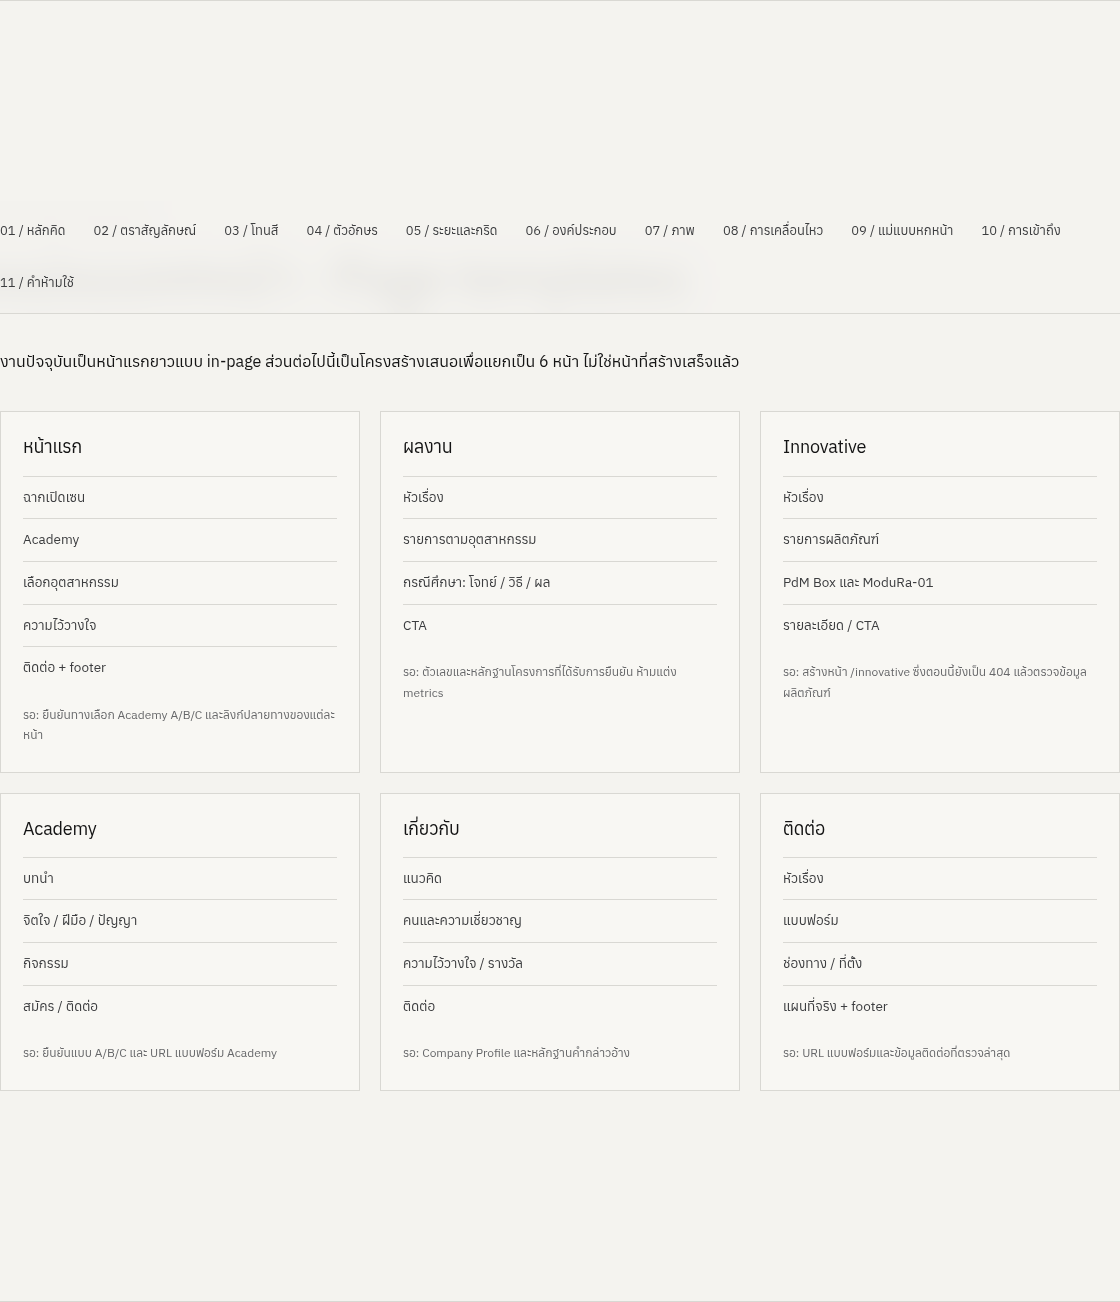 01 / หลักคิด 02 / ตราสัญลักษณ์ 03 / โทนสี 04 / ตัวอักษร 05 / ระยะและกริด 06 / องค์ประกอบ 07 / ภาพ 08 / การเคลื่อนไหว 09 / แม่แบบหกหน้า 10 / การเข้าถึง
11 / คำห้ามใช้
งานปัจจุบันเป็นหน้าแรกยาวแบบ in-page ส่วนต่อไปนี้เป็นโครงสร้างเสนอเพื่อแยกเป็น 6 หน้า ไม่ใช่หน้าที่สร้างเสร็จแล้ว
หน้าแรก
ฉากเปิดเซน
Academy
เลือกอุตสาหกรรม
ความไว้วางใจ
ติดต่อ + footer
รอ: ยืนยันทางเลือก Academy A/B/C และลิงก์ปลายทางของแต่ละ
หน้า
ผลงาน
หัวเรื่อง
รายการตามอุตสาหกรรม
กรณีศึกษา: โจทย์ / วิธี / ผล
CTA
รอ: ตัวเลขและหลักฐานโครงการที่ได้รับการยืนยัน ห้ามแต่ง
metrics
Innovative
หัวเรื่อง
รายการผลิตภัณฑ์
PdM Box และ ModuRa-01
รายละเอียด / CTA
รอ: สร้างหน้า /innovative ซึ่งตอนนี้ยังเป็น 404 แล้วตรวจข้อมูล
ผลิตภัณฑ์
Academy
บทนำ
จิตใจ / ฝีมือ / ปัญญา
กิจกรรม
สมัคร / ติดต่อ
รอ: ยืนยันแบบ A/B/C และ URL แบบฟอร์ม Academy
เกี่ยวกับ
แนวคิด
คนและความเชี่ยวชาญ
ความไว้วางใจ / รางวัล
ติดต่อ
รอ: Company Profile และหลักฐานคำกล่าวอ้าง
ติดต่อ
หัวเรื่อง
แบบฟอร์ม
ช่องทาง / ที่ตั้ง
แผนที่จริง + footer
รอ: URL แบบฟอร์มและข้อมูลติดต่อที่ตรวจล่าสุด